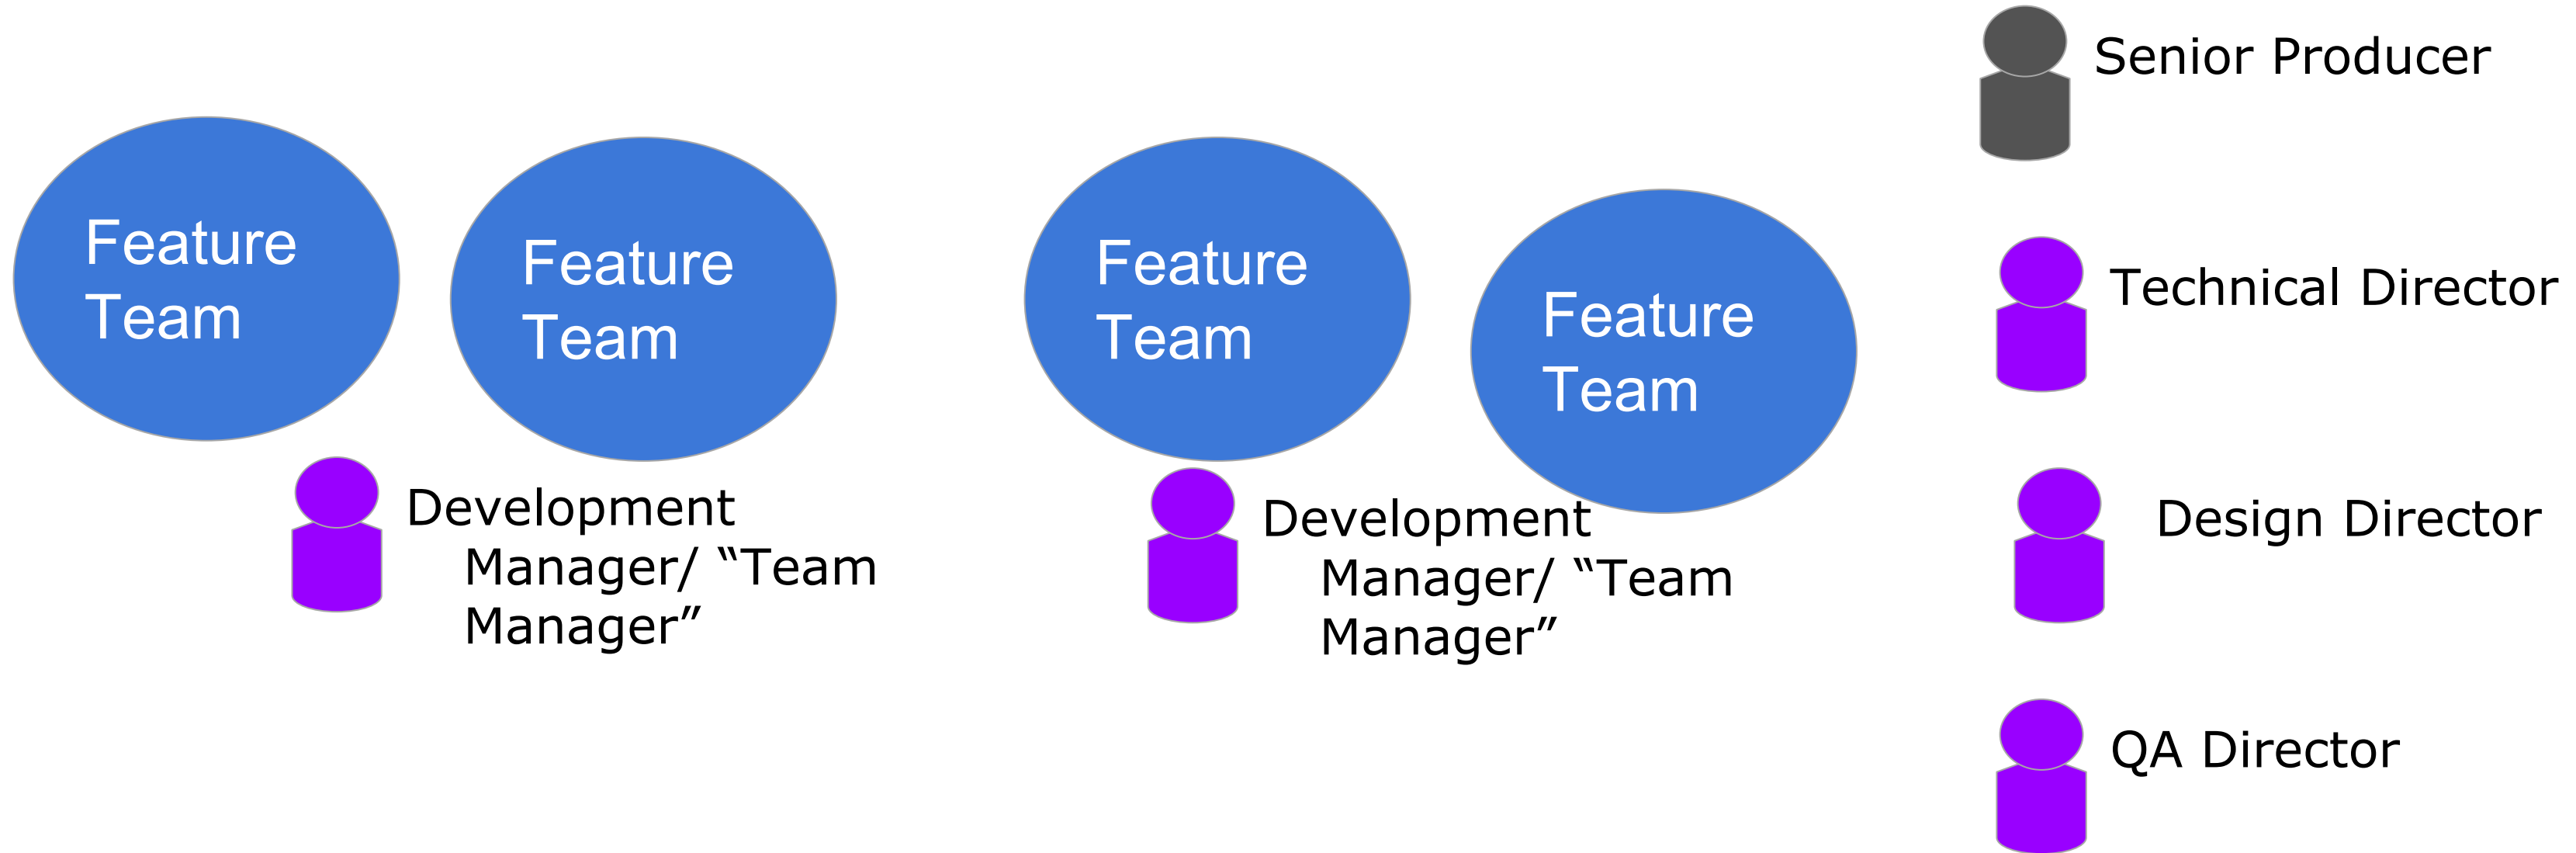 Feature
Team
Feature
Team
Development
Manager/ “Team
Manager”
Feature
Team
Feature
Team
Development
Manager/ “Team
Manager”
Senior Producer
Technical Director
Design Director
QA Director